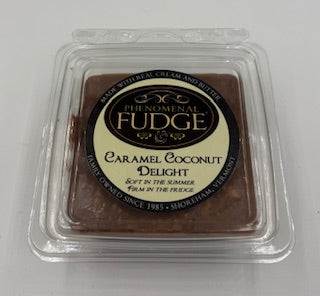 MADE WITH REAL CREAM AND BUTTER
PHENOMENAL
FUDGE
CARAMEL COCONUT
DELIGHT
SOFT IN THE SUMMER
FIRM IN THE FRIDGE
FAMILY OWNED SINCE 1985 • SHOREHAM, VERMONT